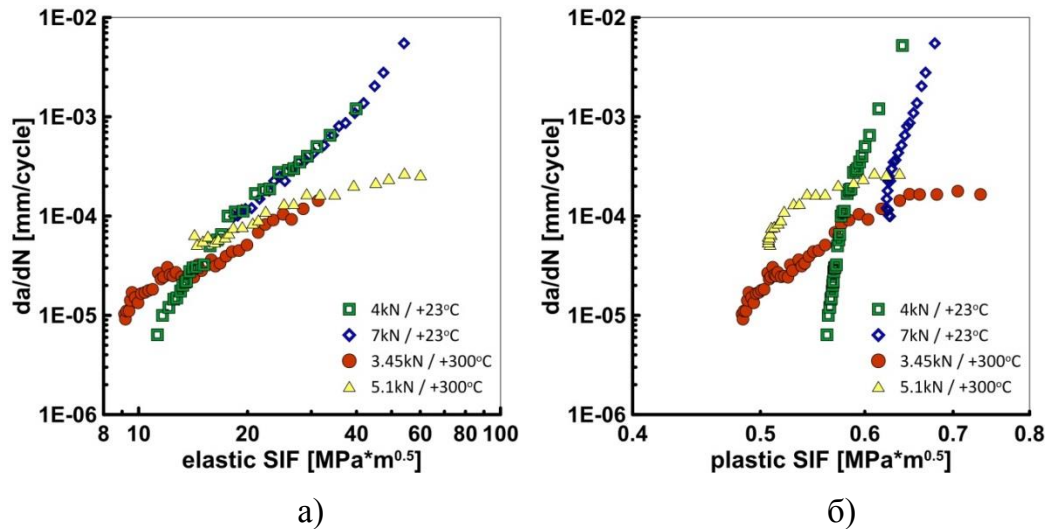 1E-02
1E-03
1E-04
1E-05
1E-06
da/dN [mm/cycle]
4kN / +23°C
7kN / +23°C
3.45kN / +300°C
5.1kN / +300°C
8 10 20 40 60 80 100
elastic SIF [MPa*m^0.5]
а)
1E-02
1E-03
1E-04
1E-05
1E-06
da/dN [mm/cycle]
4kN / +23°C
7kN / +23°C
3.45kN / +300°C
5.1kN / +300°C
0.4 0.5 0.6 0.7 0.8
plastic SIF [MPa*m^0.5]
б)